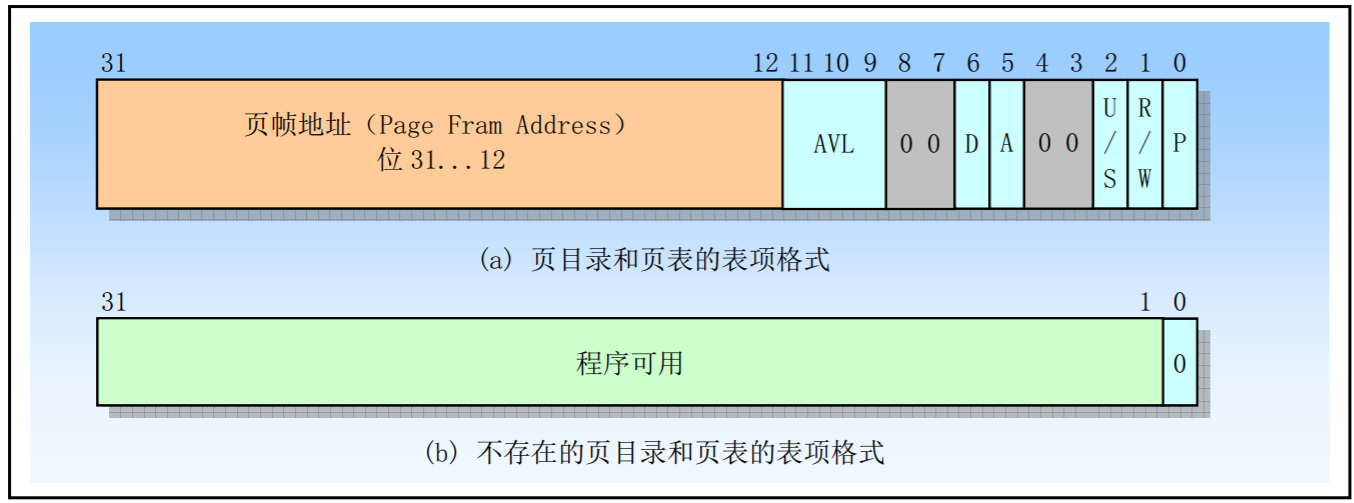 31 12 11 10 9 8 7 6 5 4 3 2 1 0
页帧地址（Page Fram Address）
位 31...12
AVL 0 0 D A 0 0 U/S R/W P
(a) 页目录和页表的表项格式
31 1 0
程序可用 0
(b) 不存在的页目录和页表的表项格式